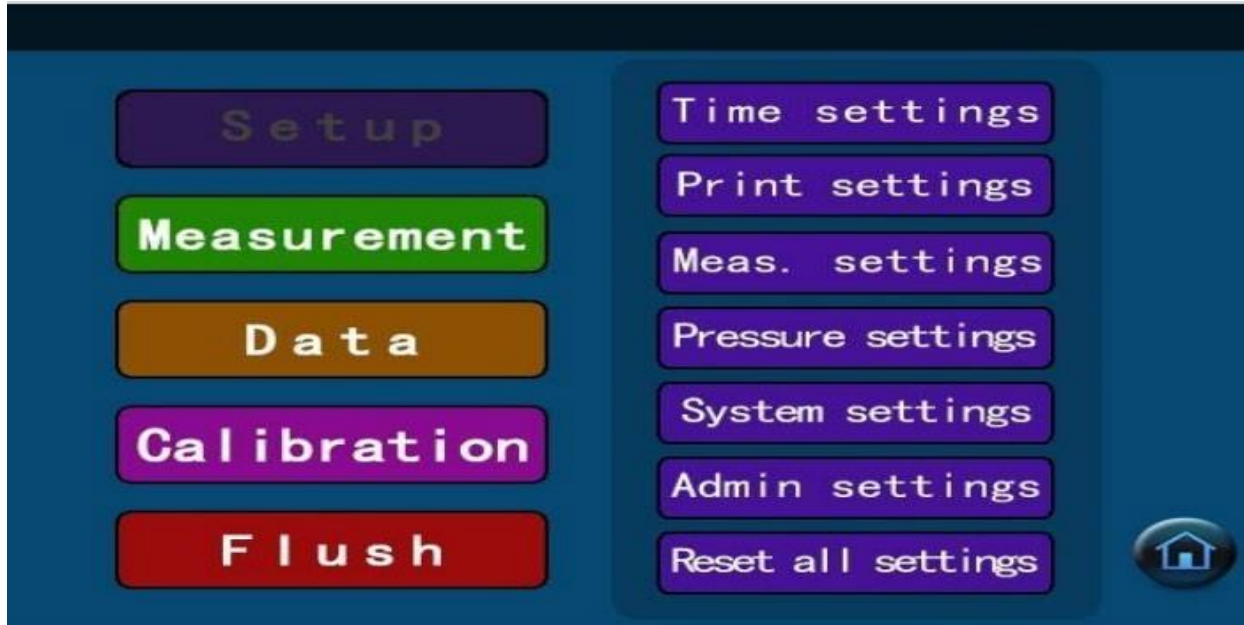 Setup
Measurement
Data
Calibration
Flush
Time settings
Print settings
Meas. settings
Pressure settings
System settings
Admin settings
Reset all settings